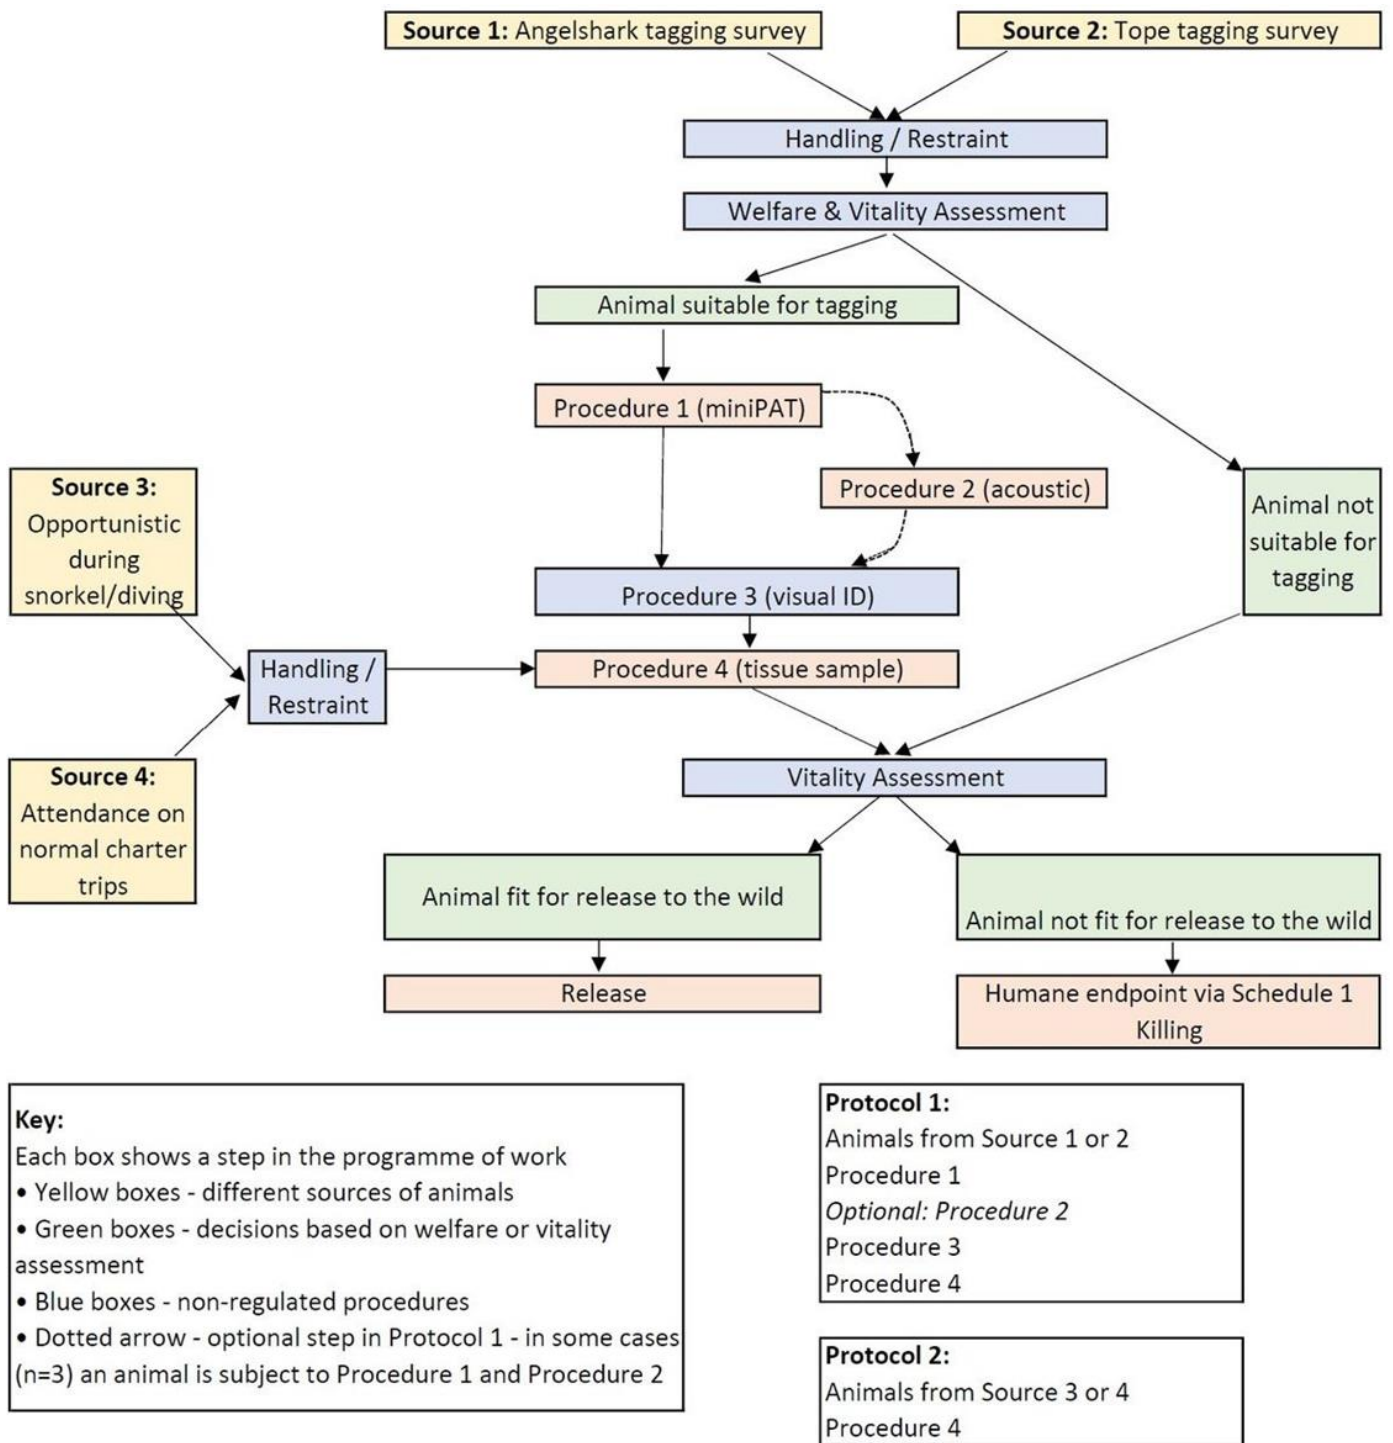 Source 1: Angelshark tagging survey
Source 2: Tope tagging survey
Handling / Restraint
Welfare & Vitality Assessment
Animal suitable for tagging
Procedure 1 (miniPAT)
Procedure 2 (acoustic)
Animal not
suitable for
tagging
Source 3:
Opportunistic
during
snorkel/diving
Procedure 3 (visual ID)
Handling /
Restraint
Procedure 4 (tissue sample)
Source 4:
Attendance on
normal charter
trips
Vitality Assessment
Animal fit for release to the wild
Animal not fit for release to the wild
Release
Humane endpoint via Schedule 1
Killing
Key:
Each box shows a step in the programme of work
• Yellow boxes - different sources of animals
• Green boxes - decisions based on welfare or vitality
assessment
• Blue boxes - non-regulated procedures
• Dotted arrow - optional step in Protocol 1 - in some cases
(n=3) an animal is subject to Procedure 1 and Procedure 2
Protocol 1:
Animals from Source 1 or 2
Procedure 1
Optional: Procedure 2
Procedure 3
Procedure 4
Protocol 2:
Animals from Source 3 or 4
Procedure 4